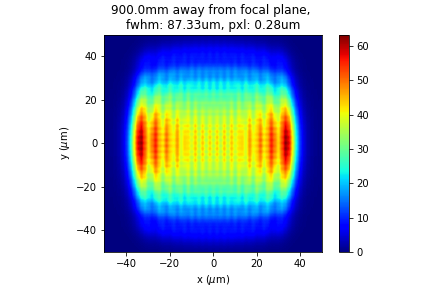 900.0mm away from focal plane,
fwhm: 87.33um, pxl: 0.28um
40
20
0
−20
−40
y (μm)
−40 −20 0 20 40
x (μm)
60
50
40
30
20
10
0